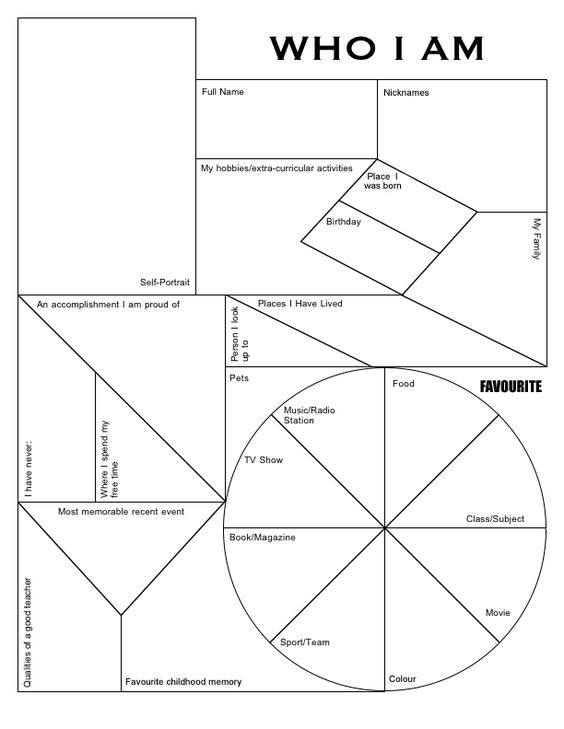 WHO I AM
Full Name
Nicknames
My hobbies/extra-curricular activities
Place I
was born
Birthday
My Family
Self-Portrait
An accomplishment I am proud of
Places I Have Lived
Person I look
up to
I have never:
Where I spend my
free time
Pets
FAVOURITE
Food
Music/Radio
Station
TV Show
Class/Subject
Most memorable recent event
Book/Magazine
Movie
Sport/Team
Colour
Qualities of a good teacher
Favourite childhood memory